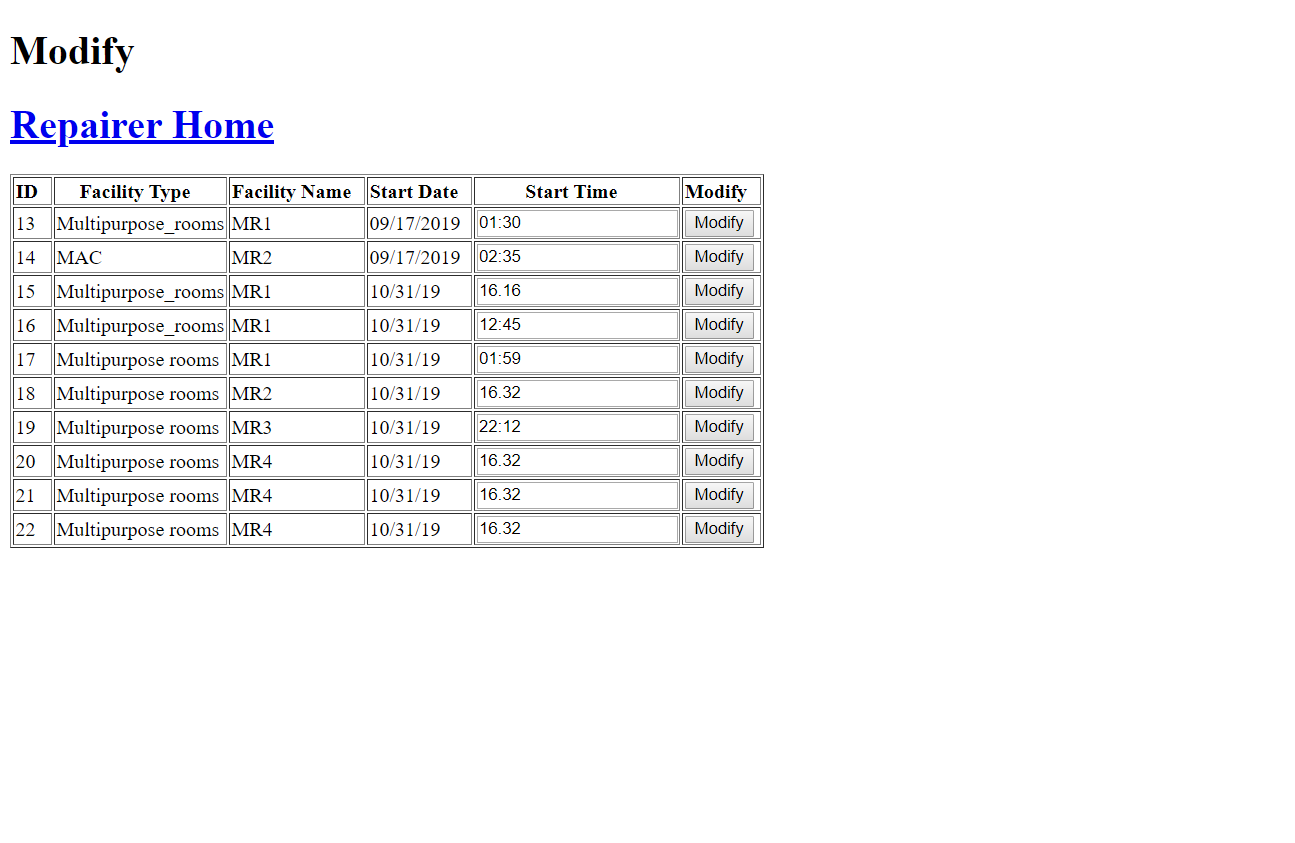 Modify
Repairer Home
ID Facility Type Facility Name Start Date Start Time Modify
13 Multipurpose_rooms MR1 09/17/2019 01:30 Modify
14 MAC MR2 09/17/2019 02:35 Modify
15 Multipurpose_rooms MR1 10/31/19 16.16 Modify
16 Multipurpose_rooms MR1 10/31/19 12:45 Modify
17 Multipurpose rooms MR1 10/31/19 01:59 Modify
18 Multipurpose rooms MR2 10/31/19 16.32 Modify
19 Multipurpose rooms MR3 10/31/19 22:12 Modify
20 Multipurpose rooms MR4 10/31/19 16.32 Modify
21 Multipurpose rooms MR4 10/31/19 16.32 Modify
22 Multipurpose rooms MR4 10/31/19 16.32 Modify